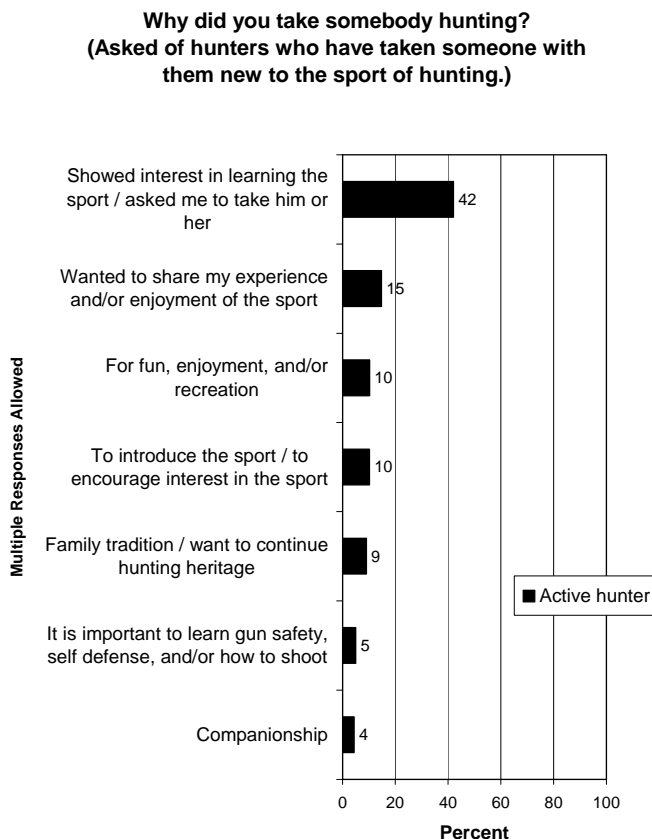 Why did you take somebody hunting?
(Asked of hunters who have taken someone with
them new to the sport of hunting.)
Multiple Responses Allowed
Showed interest in learning the
sport / asked me to take him or
her
42
Wanted to share my experience
and/or enjoyment of the sport
15
For fun, enjoyment, and/or
recreation
10
To introduce the sport / to
encourage interest in the sport
10
Family tradition / want to continue
hunting heritage
9
It is important to learn gun safety,
self defense, and/or how to shoot
5
Companionship
4
Active hunter
0 20 40 60 80 100
Percent